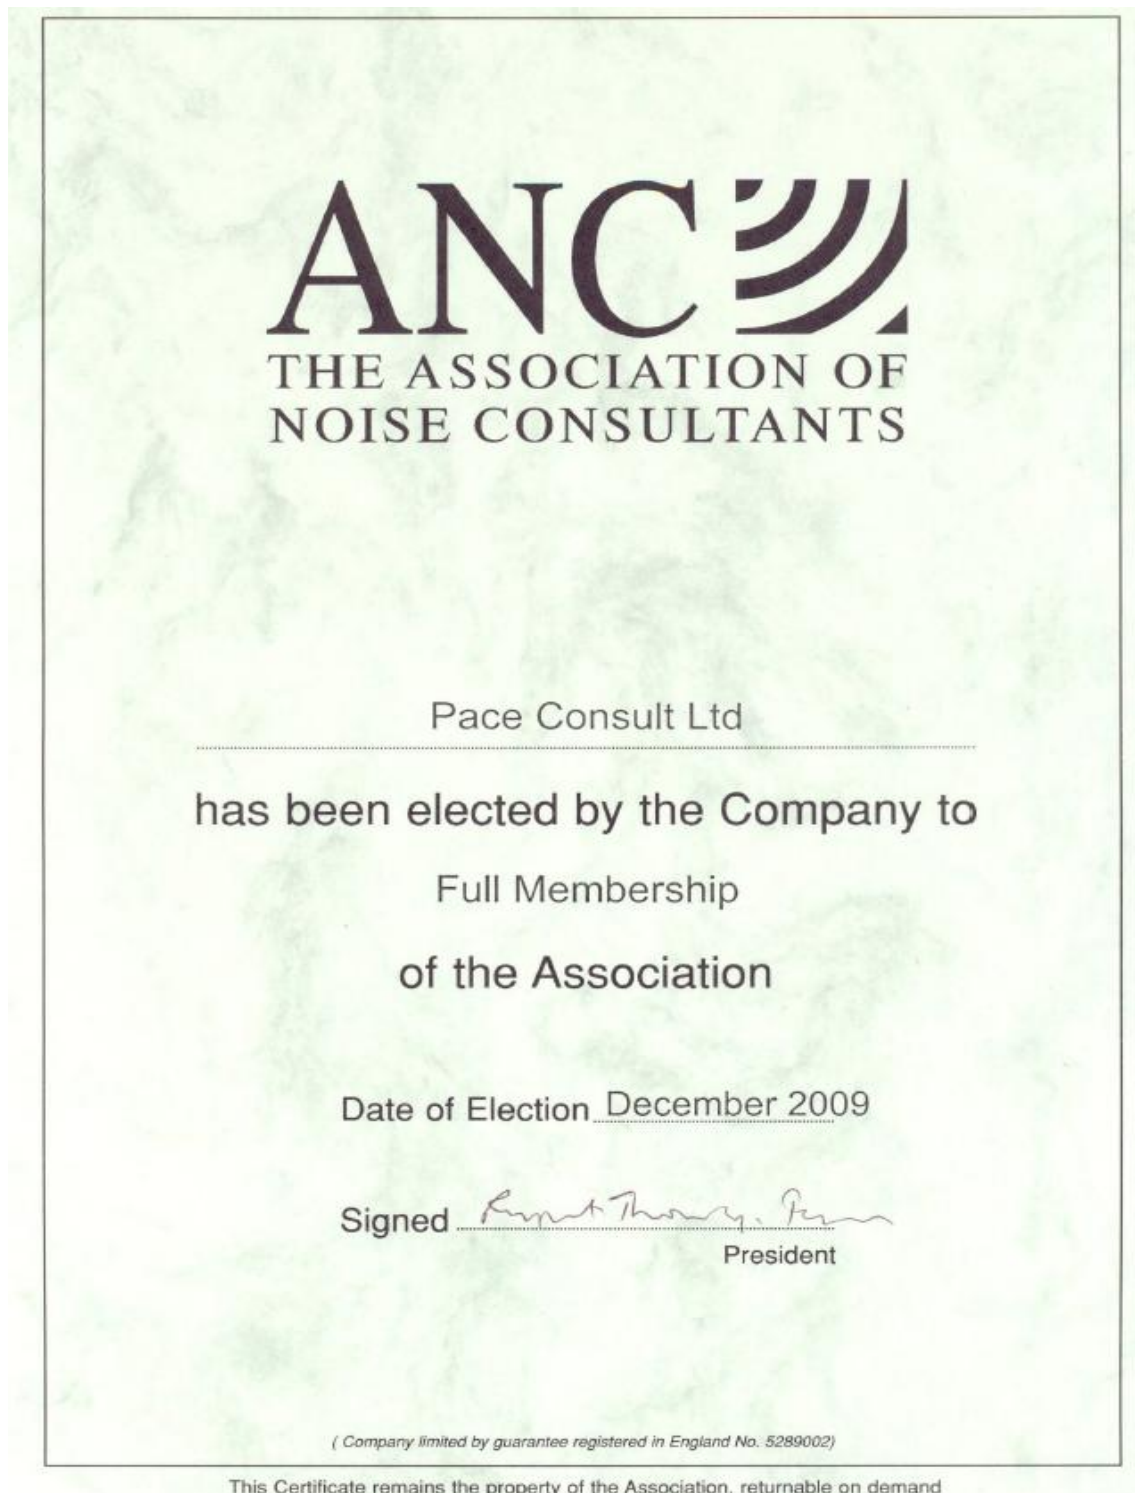 ANC
THE ASSOCIATION OF
NOISE CONSULTANTS
Pace Consult Ltd
has been elected by the Company to
Full Membership
of the Association
Date of Election December 2009
Signed
President
( Company limited by guarantee registered in England No. 5289002)
This Certificate remains the property of the Association, returnable on demand